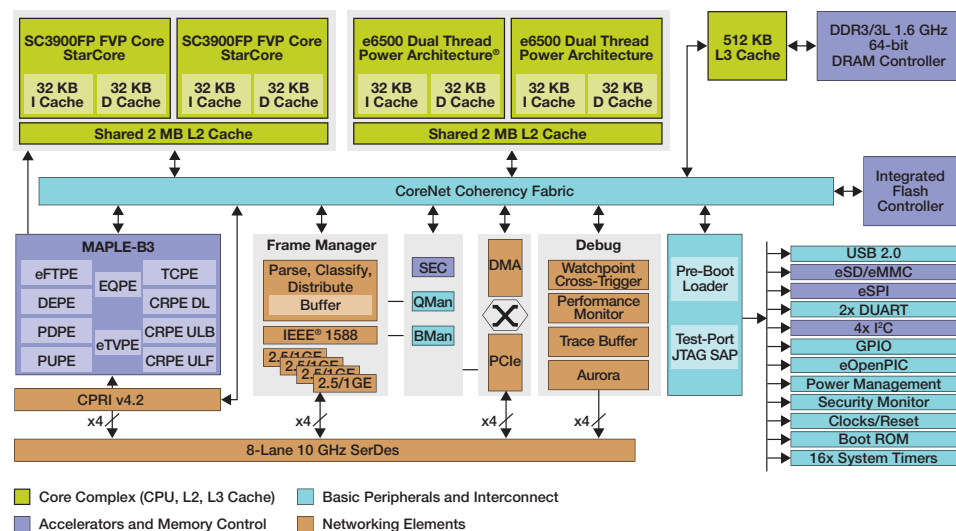 SC3900FP FVP Core
StarCore
32 KB
I Cache
32 KB
D Cache
SC3900FP FVP Core
StarCore
32 KB
I Cache
32 KB
D Cache
Shared 2 MB L2 Cache
e6500 Dual Thread
Power Architecture®
32 KB
I Cache
32 KB
D Cache
e6500 Dual Thread
Power Architecture
32 KB
I Cache
32 KB
D Cache
Shared 2 MB L2 Cache
512 KB
L3 Cache
DDR3/3L 1.6 GHz
64-bit
DRAM Controller
CoreNet Coherency Fabric
Integrated
Flash
Controller
MAPLE-B3
eFTPE
DEPE
PDPE
PUPE
EQPE
eTVPE
TCPE
CRPE DL
CRPE ULB
CRPE ULF
CPRI v4.2
Frame Manager
Parse, Classify,
Distribute
Buffer
IEEE® 1588
2.5/1GE
2.5/1GE
2.5/1GE
2.5/1GE
SEC
QMan
BMan
DMA
PCIe
Debug
Watchpoint
Cross-Trigger
Performance
Monitor
Trace Buffer
Aurora
Pre-Boot
Loader
Test-Port
JTAG SAP
USB 2.0
eSD/eMMC
eSPI
2x DUART
4x I²C
GPIO
eOpenPIC
Power Management
Security Monitor
Clocks/Reset
Boot ROM
16x System Timers
x4
x4
x4
x4
8-Lane 10 GHz SerDes
Core Complex (CPU, L2, L3 Cache)
Basic Peripherals and Interconnect
Accelerators and Memory Control
Networking Elements